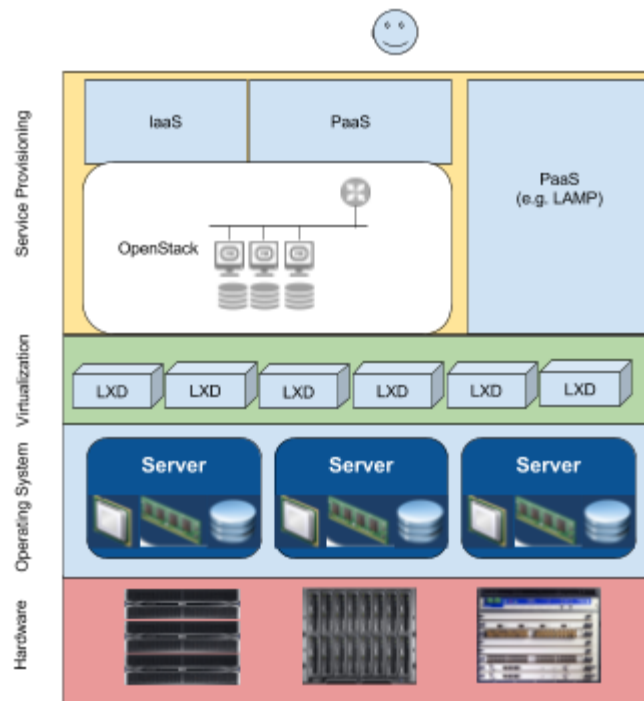 Service Provisioning
IaaS
PaaS
PaaS
(e.g. LAMP)
OpenStack
Virtualization
LXD
LXD
LXD
LXD
LXD
LXD
Operating System
Server
Server
Server
Hardware